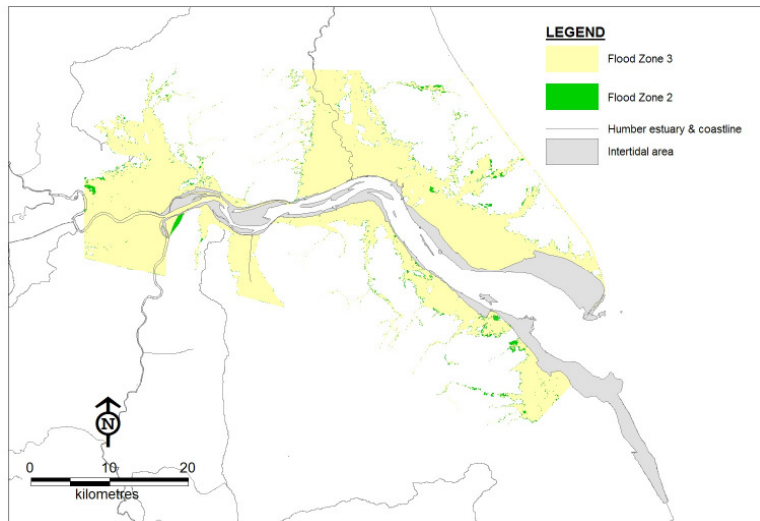 LEGEND
Flood Zone 3
Flood Zone 2
Humber estuary & coastline
Intertidal area
N
0 10 20
kilometres